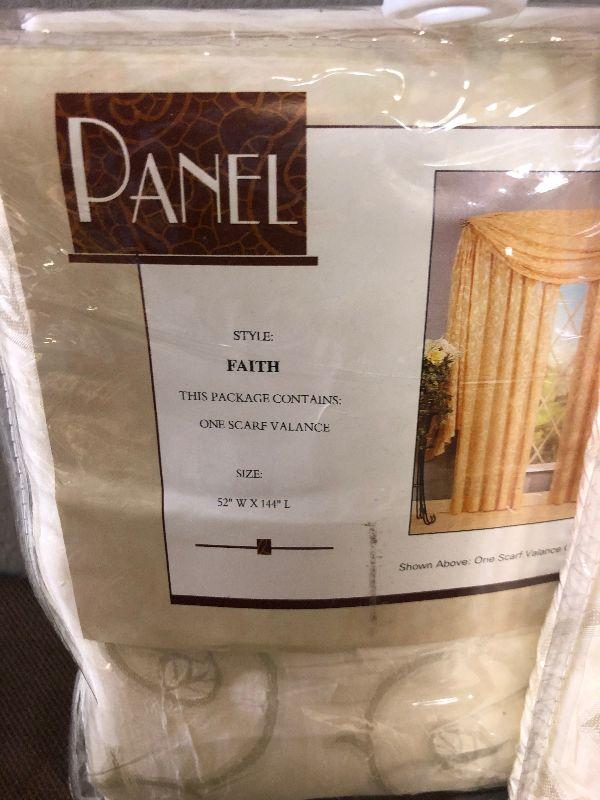 PANEL
STYLE:
FAITH
THIS PACKAGE CONTAINS:
ONE SCARF VALANCE
SIZE:
52" W X 144" L
Shown Above: One Scarf Valance